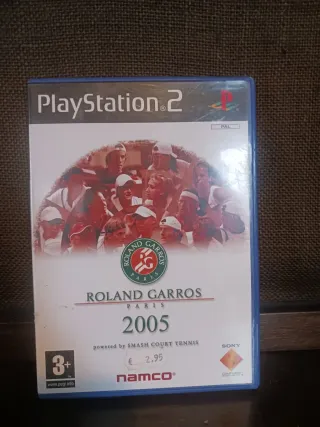 PlayStation 2
PAL
ROLAND GARROS
PARIS
ROLAND GARROS
PARIS
2005
powered by SMASH COURT TENNIS
€ 2,95
3+
SONY
namco